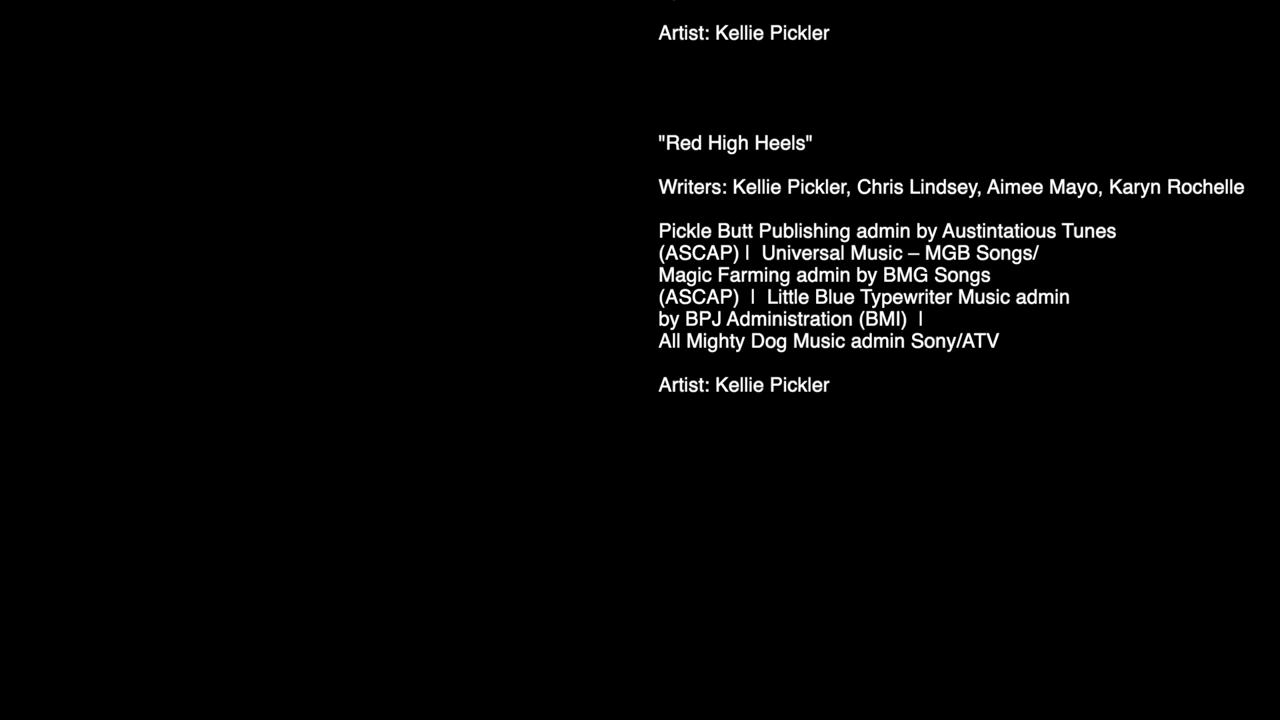 Artist: Kellie Pickler
"Red High Heels"
Writers: Kellie Pickler, Chris Lindsey, Aimee Mayo, Karyn Rochelle
Pickle Butt Publishing admin by Austintatious Tunes
(ASCAP) |  Universal Music – MGB Songs/
Magic Farming admin by BMG Songs
(ASCAP)  |  Little Blue Typewriter Music admin
by BPJ Administration (BMI)  |
All Mighty Dog Music admin Sony/ATV
Artist: Kellie Pickler